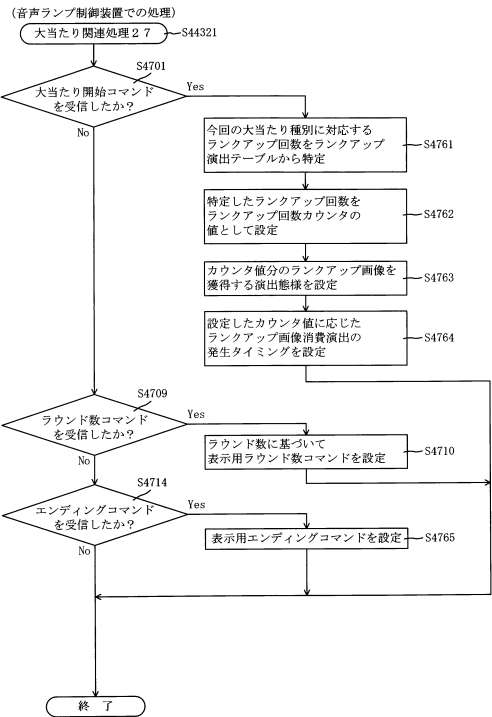 (音声ランプ制御装置での処理)
大当たり関連処理27
S44321
S4701
大当たり開始コマンド
を受信したか?
Yes
No
今回の大当たり種別に対応する
ランクアップ回数をランクアップ
演出テーブルから特定
S4761
特定したランクアップ回数を
ランクアップ回数カウンタの
値として設定
S4762
カウンタ値分のランクアップ画像を
獲得する演出態様を設定
S4763
設定したカウンタ値に応じた
ランクアップ画像消費演出の
発生タイミングを設定
S4764
S4709
ラウンド数コマンド
を受信したか?
Yes
No
ラウンド数に基づいて
表示用ラウンド数コマンドを設定
S4710
S4714
エンディングコマンド
を受信したか?
Yes
No
表示用エンディングコマンドを設定
S4765
終 了